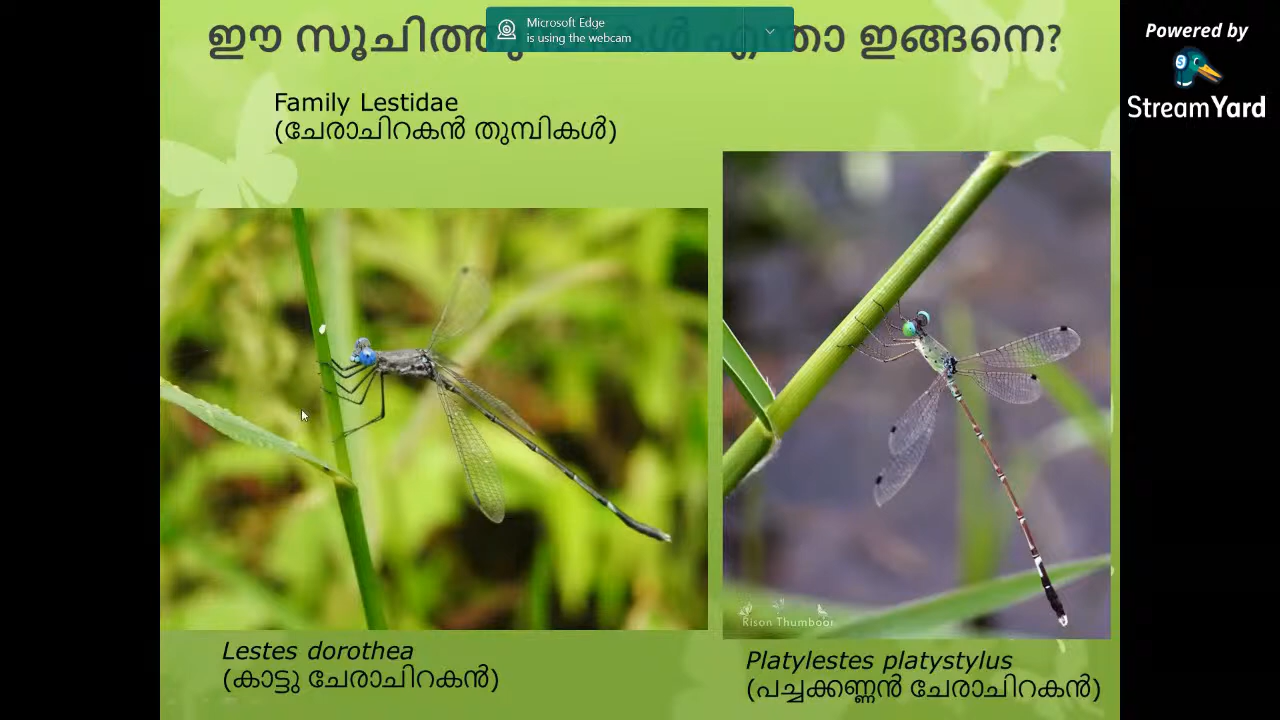 ഈ
ഇങ്ങനെ?
Microsoft Edge
is using the webcam
Powered by
StreamYard
Family Lestidae
(ചേരാചിറകൻ തുമ്പികൾ)
Rison Thumboor
Lestes dorothea
(കാട്ടു ചേരാചിറകൻ)
Platylestes platystylus
(പച്ചക്കണ്ണൻ ചേരാചിറകൻ)